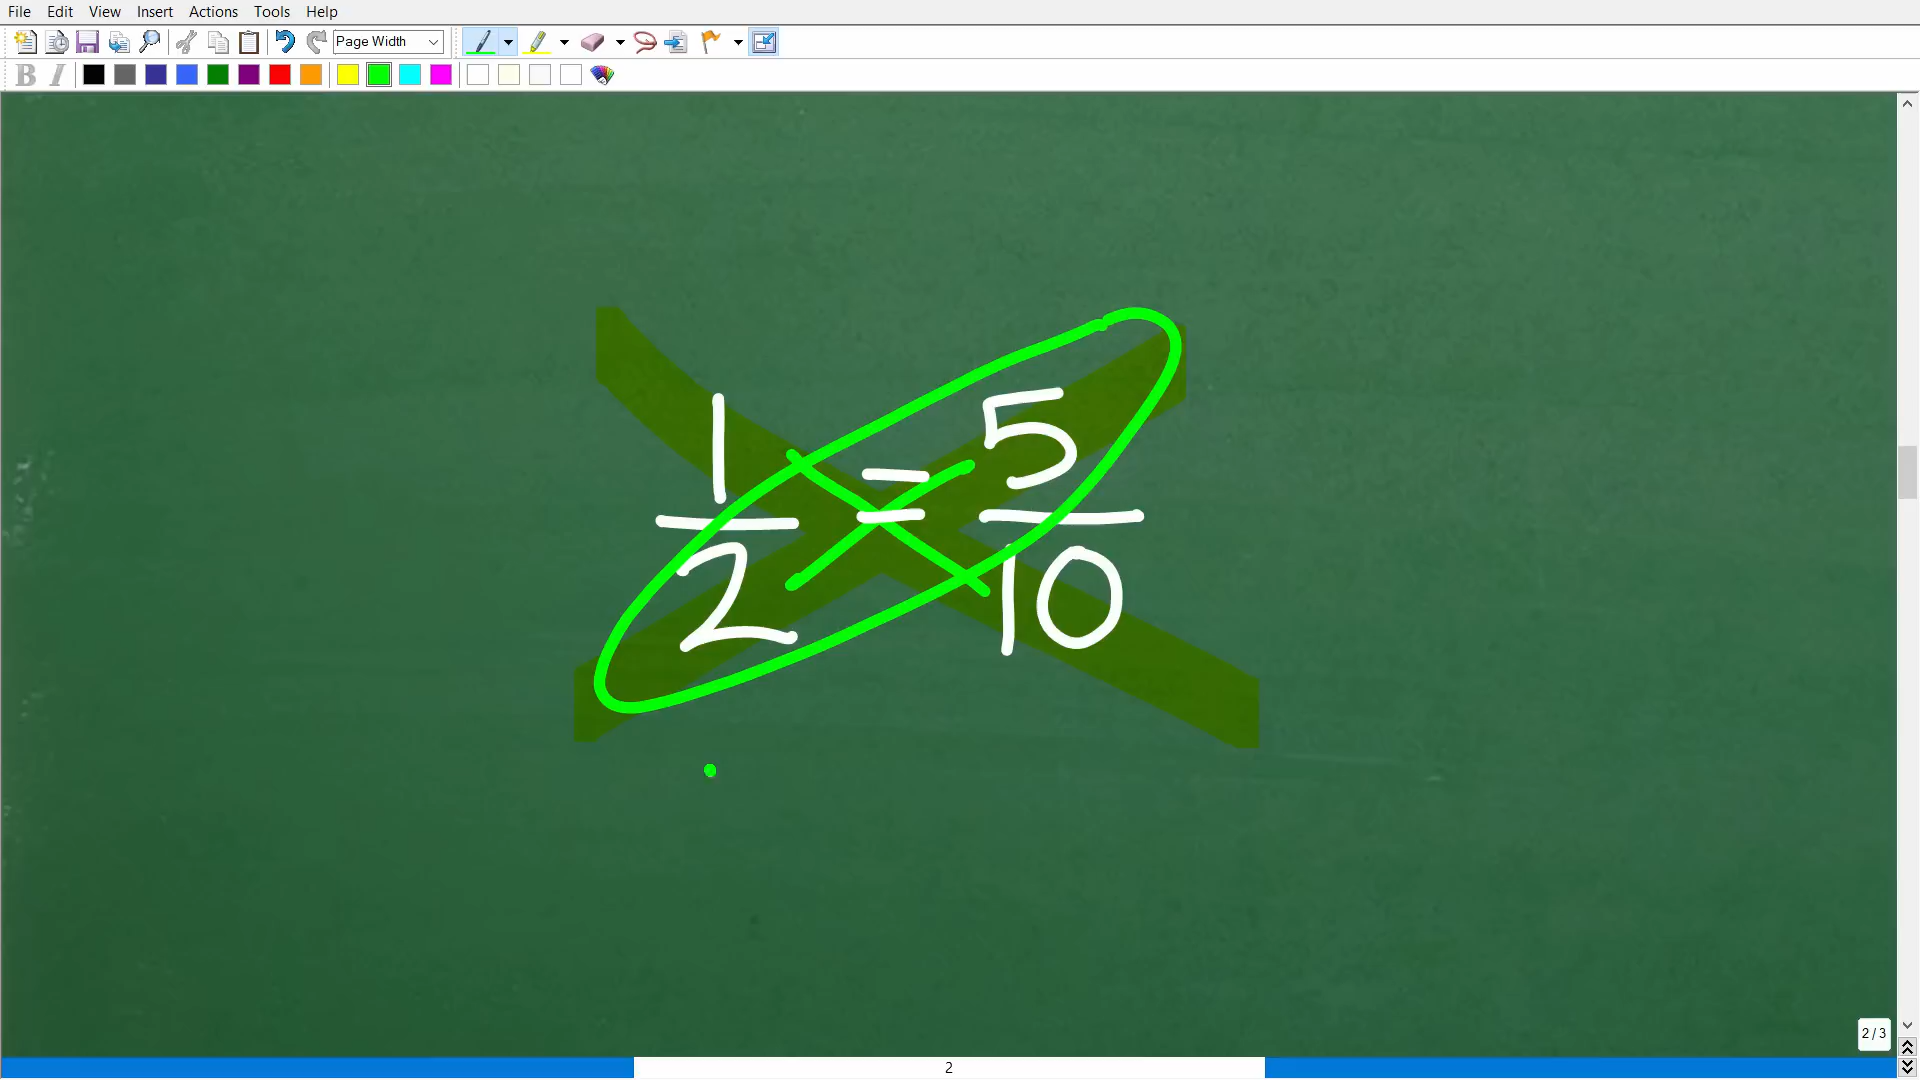 File Edit View Insert Actions Tools Help
Page Width
B I
1/2 = 5/10
2 / 3
2